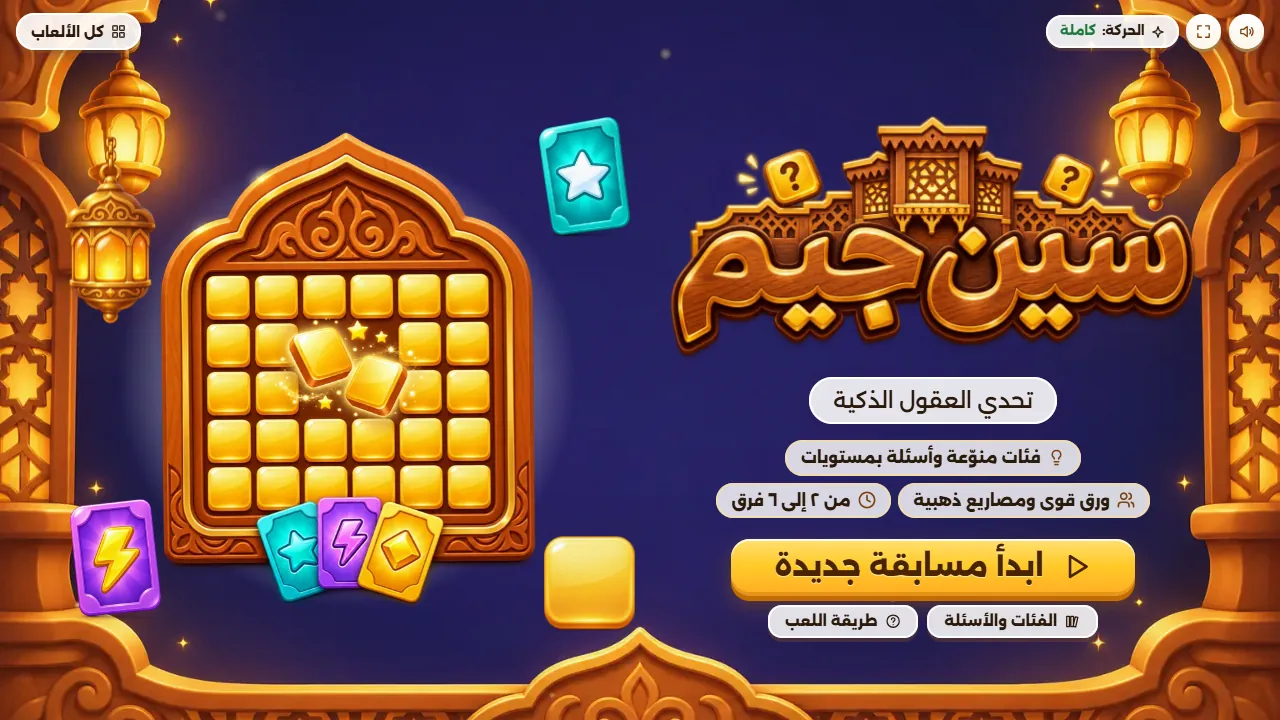 الحركة: كاملة
كل الألعاب
؟ ؟
سين جيم
تحدي العقول الذكية
فئات منوّعة وأسئلة بمستويات
ورق قوى ومصاريع ذهبية
من ٢ إلى ٦ فرق
ابدأ مسابقة جديدة
الفئات والأسئلة
طريقة اللعب